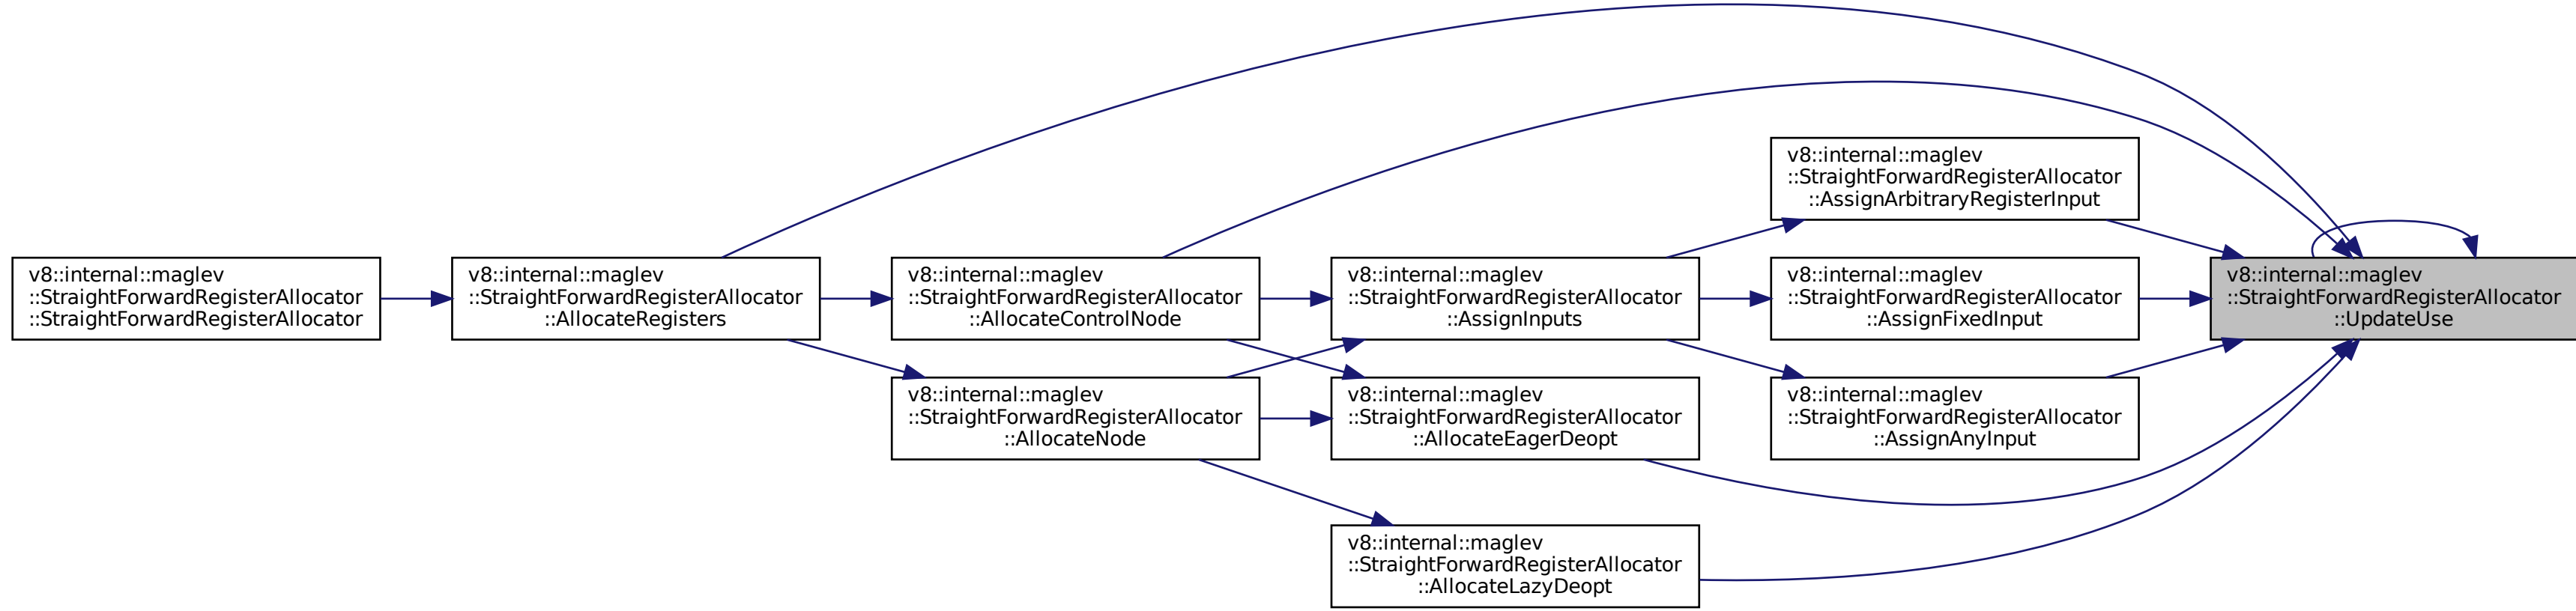 v8::internal::maglev
::StraightForwardRegisterAllocator
::StraightForwardRegisterAllocator
v8::internal::maglev
::StraightForwardRegisterAllocator
::AllocateRegisters
v8::internal::maglev
::StraightForwardRegisterAllocator
::AllocateControlNode
v8::internal::maglev
::StraightForwardRegisterAllocator
::AllocateNode
v8::internal::maglev
::StraightForwardRegisterAllocator
::AssignInputs
v8::internal::maglev
::StraightForwardRegisterAllocator
::AllocateEagerDeopt
v8::internal::maglev
::StraightForwardRegisterAllocator
::AllocateLazyDeopt
v8::internal::maglev
::StraightForwardRegisterAllocator
::AssignArbitraryRegisterInput
v8::internal::maglev
::StraightForwardRegisterAllocator
::AssignFixedInput
v8::internal::maglev
::StraightForwardRegisterAllocator
::AssignAnyInput
v8::internal::maglev
::StraightForwardRegisterAllocator
::UpdateUse